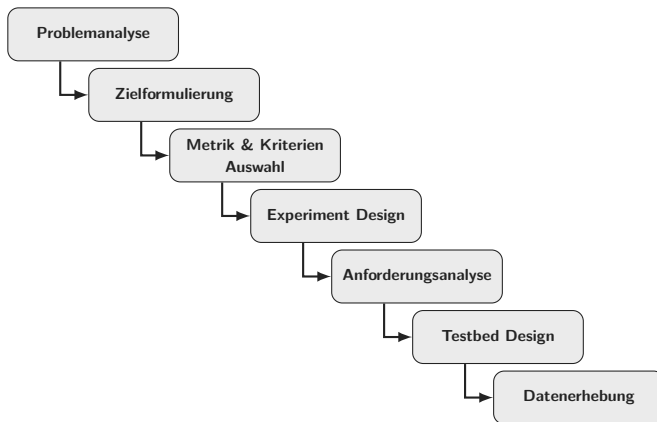 Problemanalyse
Zielformulierung
Metrik & Kriterien
Auswahl
Experiment Design
Anforderungsanalyse
Testbed Design
Datenerhebung